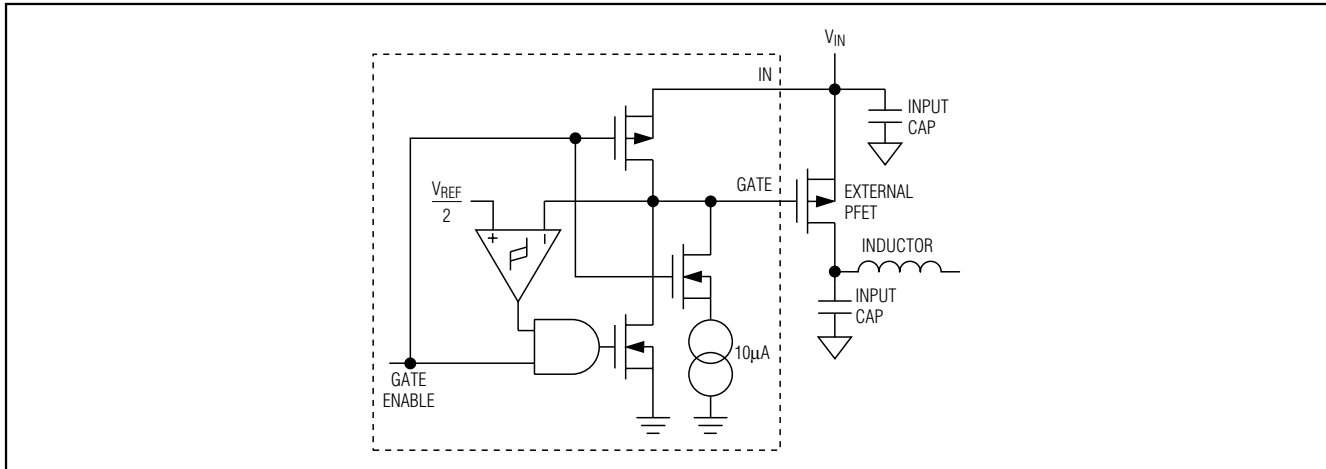 V_IN
IN
INPUT
CAP
GATE
EXTERNAL
PFET
V_REF
2
+
−
INDUCTOR
INPUT
CAP
10µA
GATE
ENABLE